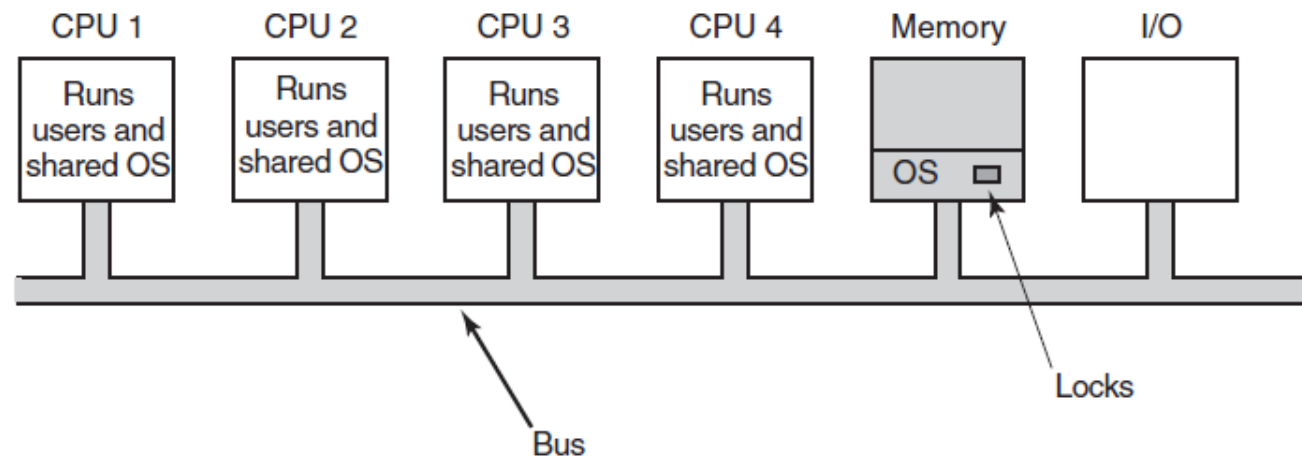 CPU 1
CPU 2
CPU 3
CPU 4
Memory
I/O
Runs
users and
shared OS
Runs
users and
shared OS
Runs
users and
shared OS
Runs
users and
shared OS
OS
Locks
Bus